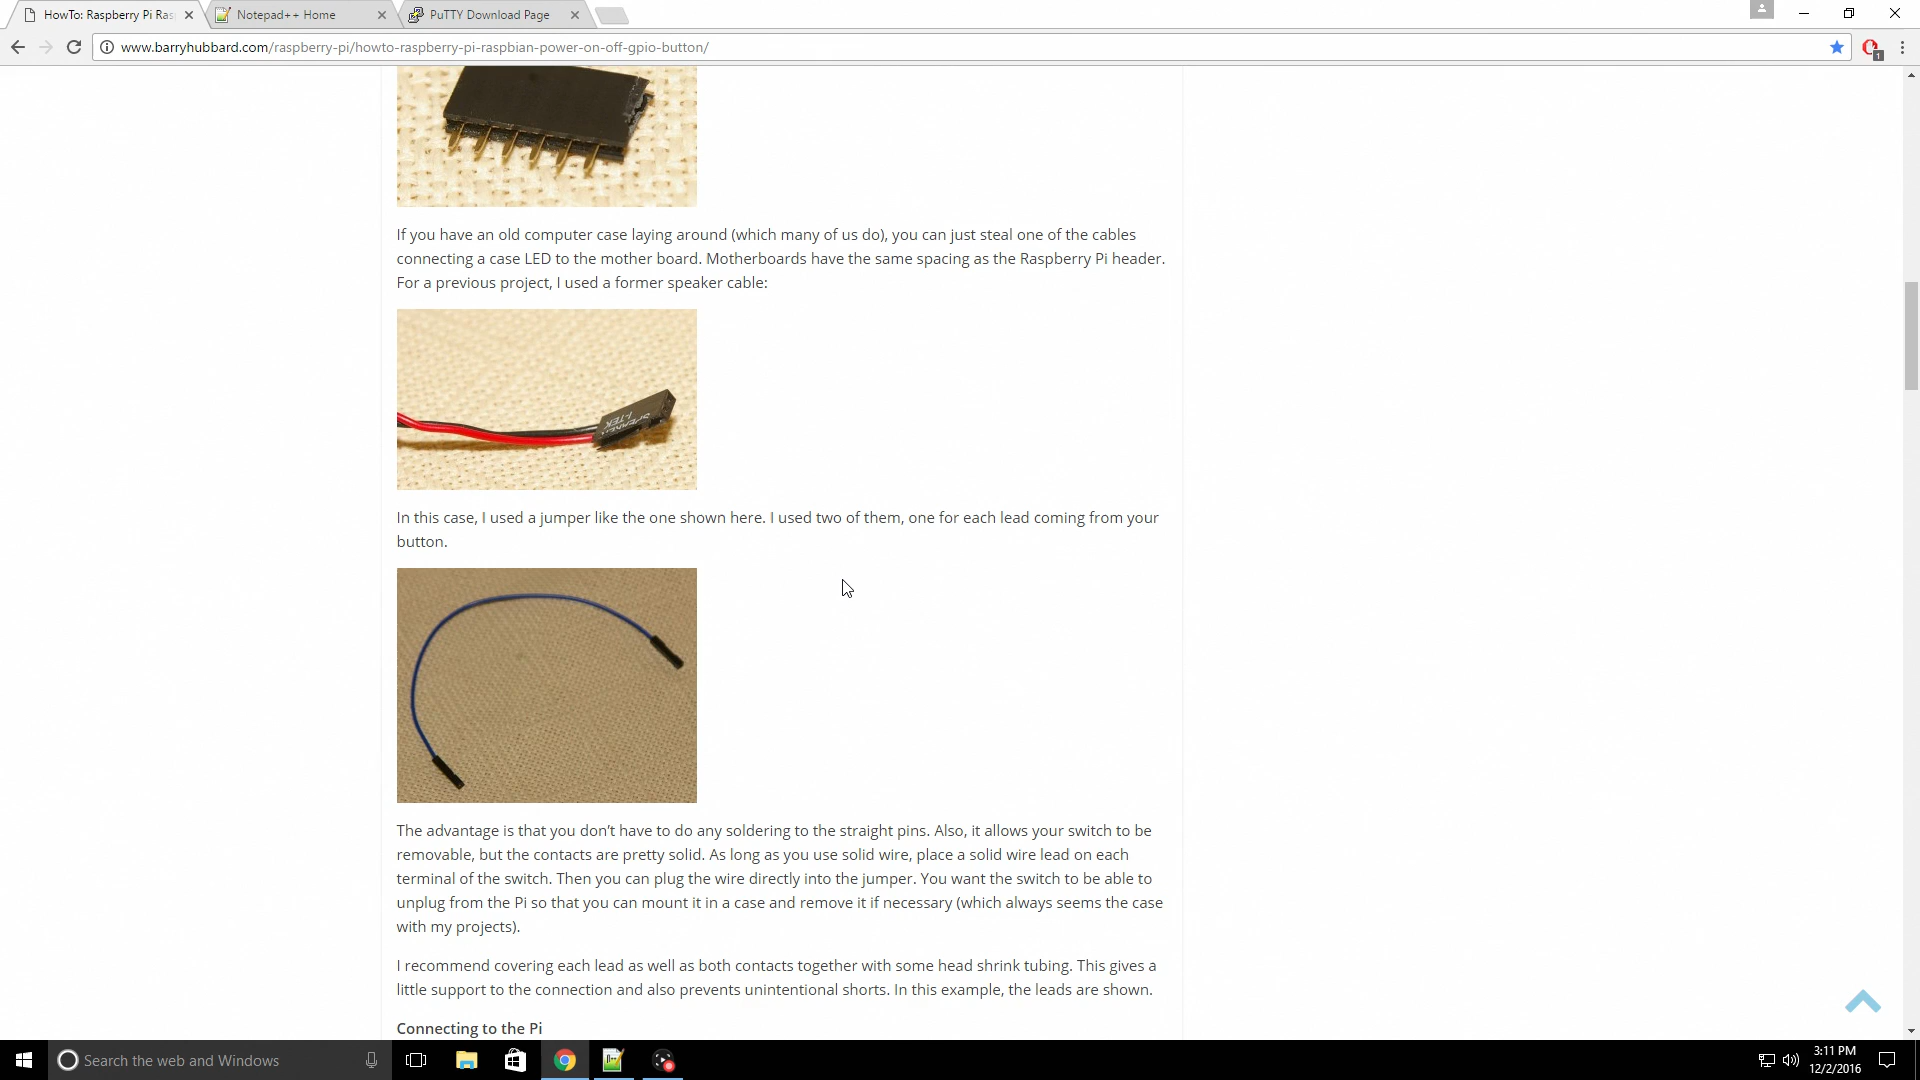 HowTo: Raspberry Pi Ras
Notepad++ Home
PuTTY Download Page
www.barryhubbard.com/raspberry-pi/howto-raspberry-pi-raspbian-power-on-off-gpio-button/
1
If you have an old computer case laying around (which many of us do), you can just steal one of the cables
connecting a case LED to the mother board. Motherboards have the same spacing as the Raspberry Pi header.
For a previous project, I used a former speaker cable:
In this case, I used a jumper like the one shown here. I used two of them, one for each lead coming from your
button.
The advantage is that you don’t have to do any soldering to the straight pins. Also, it allows your switch to be
removable, but the contacts are pretty solid. As long as you use solid wire, place a solid wire lead on each
terminal of the switch. Then you can plug the wire directly into the jumper. You want the switch to be able to
unplug from the Pi so that you can mount it in a case and remove it if necessary (which always seems the case
with my projects).
I recommend covering each lead as well as both contacts together with some head shrink tubing. This gives a
little support to the connection and also prevents unintentional shorts. In this example, the leads are shown.
Connecting to the Pi
Search the web and Windows
3:11 PM
12/2/2016